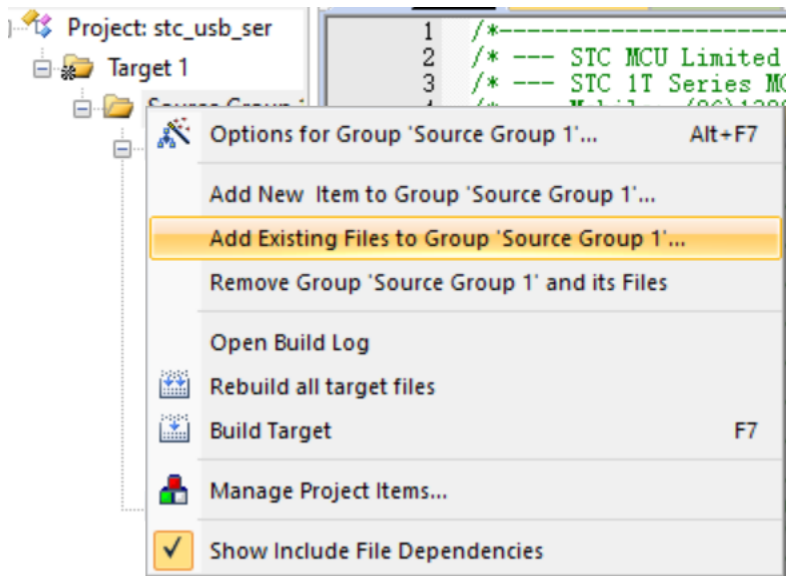 Project: stc_usb_ser
Target 1
1 /*----------------------
2 /* --- STC MCU Limited
3 /* --- STC 1T Series MC
Options for Group 'Source Group 1'... Alt+F7
Add New Item to Group 'Source Group 1'...
Add Existing Files to Group 'Source Group 1'...
Remove Group 'Source Group 1' and its Files
Open Build Log
Rebuild all target files
Build Target F7
Manage Project Items...
Show Include File Dependencies